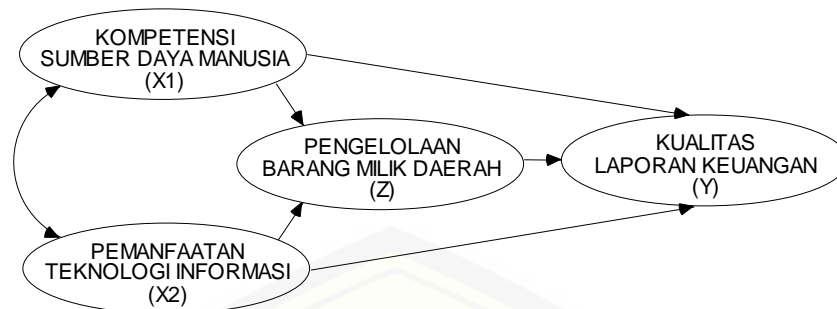 KOMPETENSI
SUMBER DAYA MANUSIA
(X1)
PENGELOLAAN
BARANG MILIK DAERAH
(Z)
KUALITAS
LAPORAN KEUANGAN
(Y)
PEMANFAATAN
TEKNOLOGI INFORMASI
(X2)